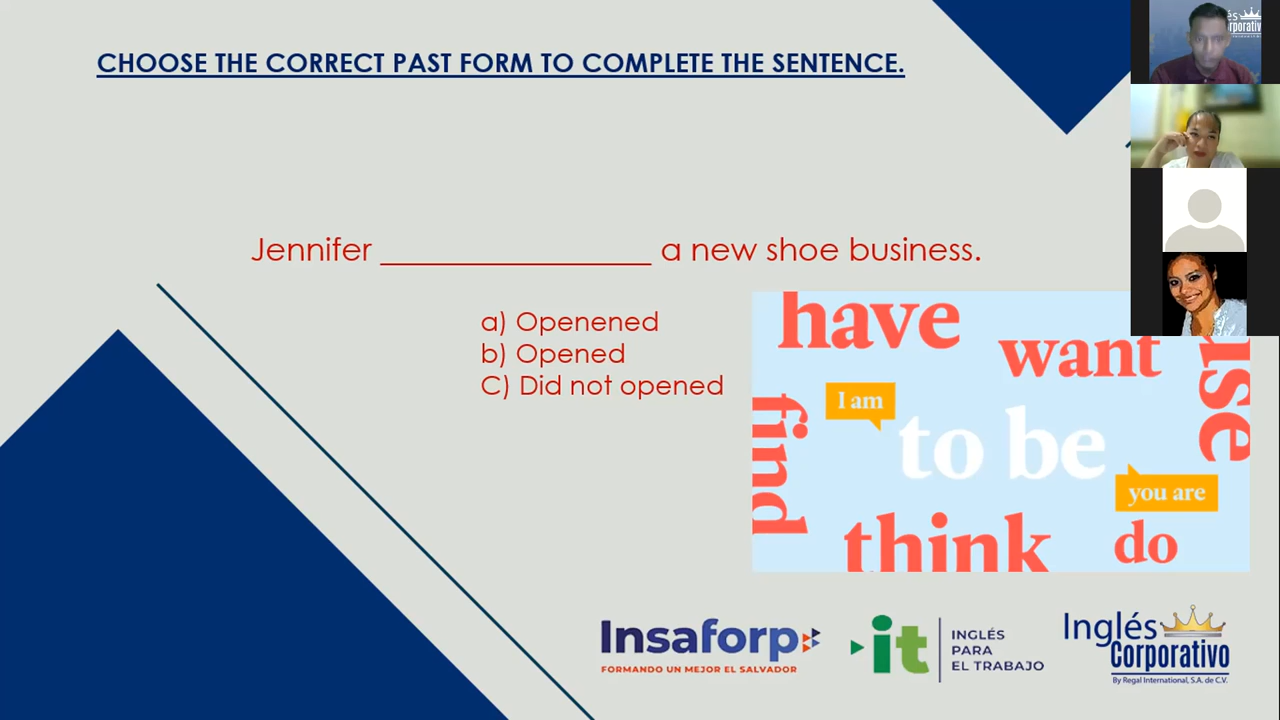 CHOOSE THE CORRECT PAST FORM TO COMPLETE THE SENTENCE.
Jennifer ________________ a new shoe business.
a) Openened
b) Opened
C) Did not opened
have
want
use
I am
find
to be
you are
think
do
Insaforp
FORMANDO UN MEJOR EL SALVADOR
it
INGLÉS
PARA
EL TRABAJO
Inglés
Corporativo
By Regal International, S.A. de C.V.